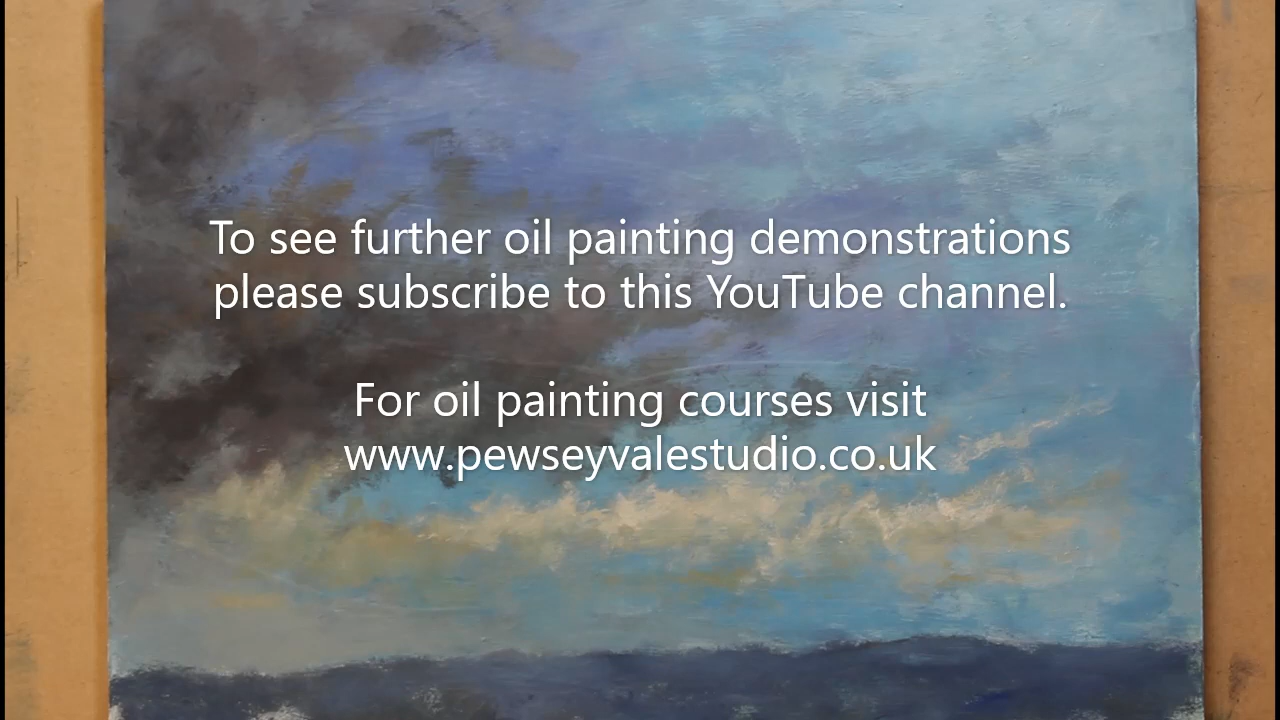 To see further oil painting demonstrations
please subscribe to this YouTube channel.
For oil painting courses visit
www.pewseyvalestudio.co.uk